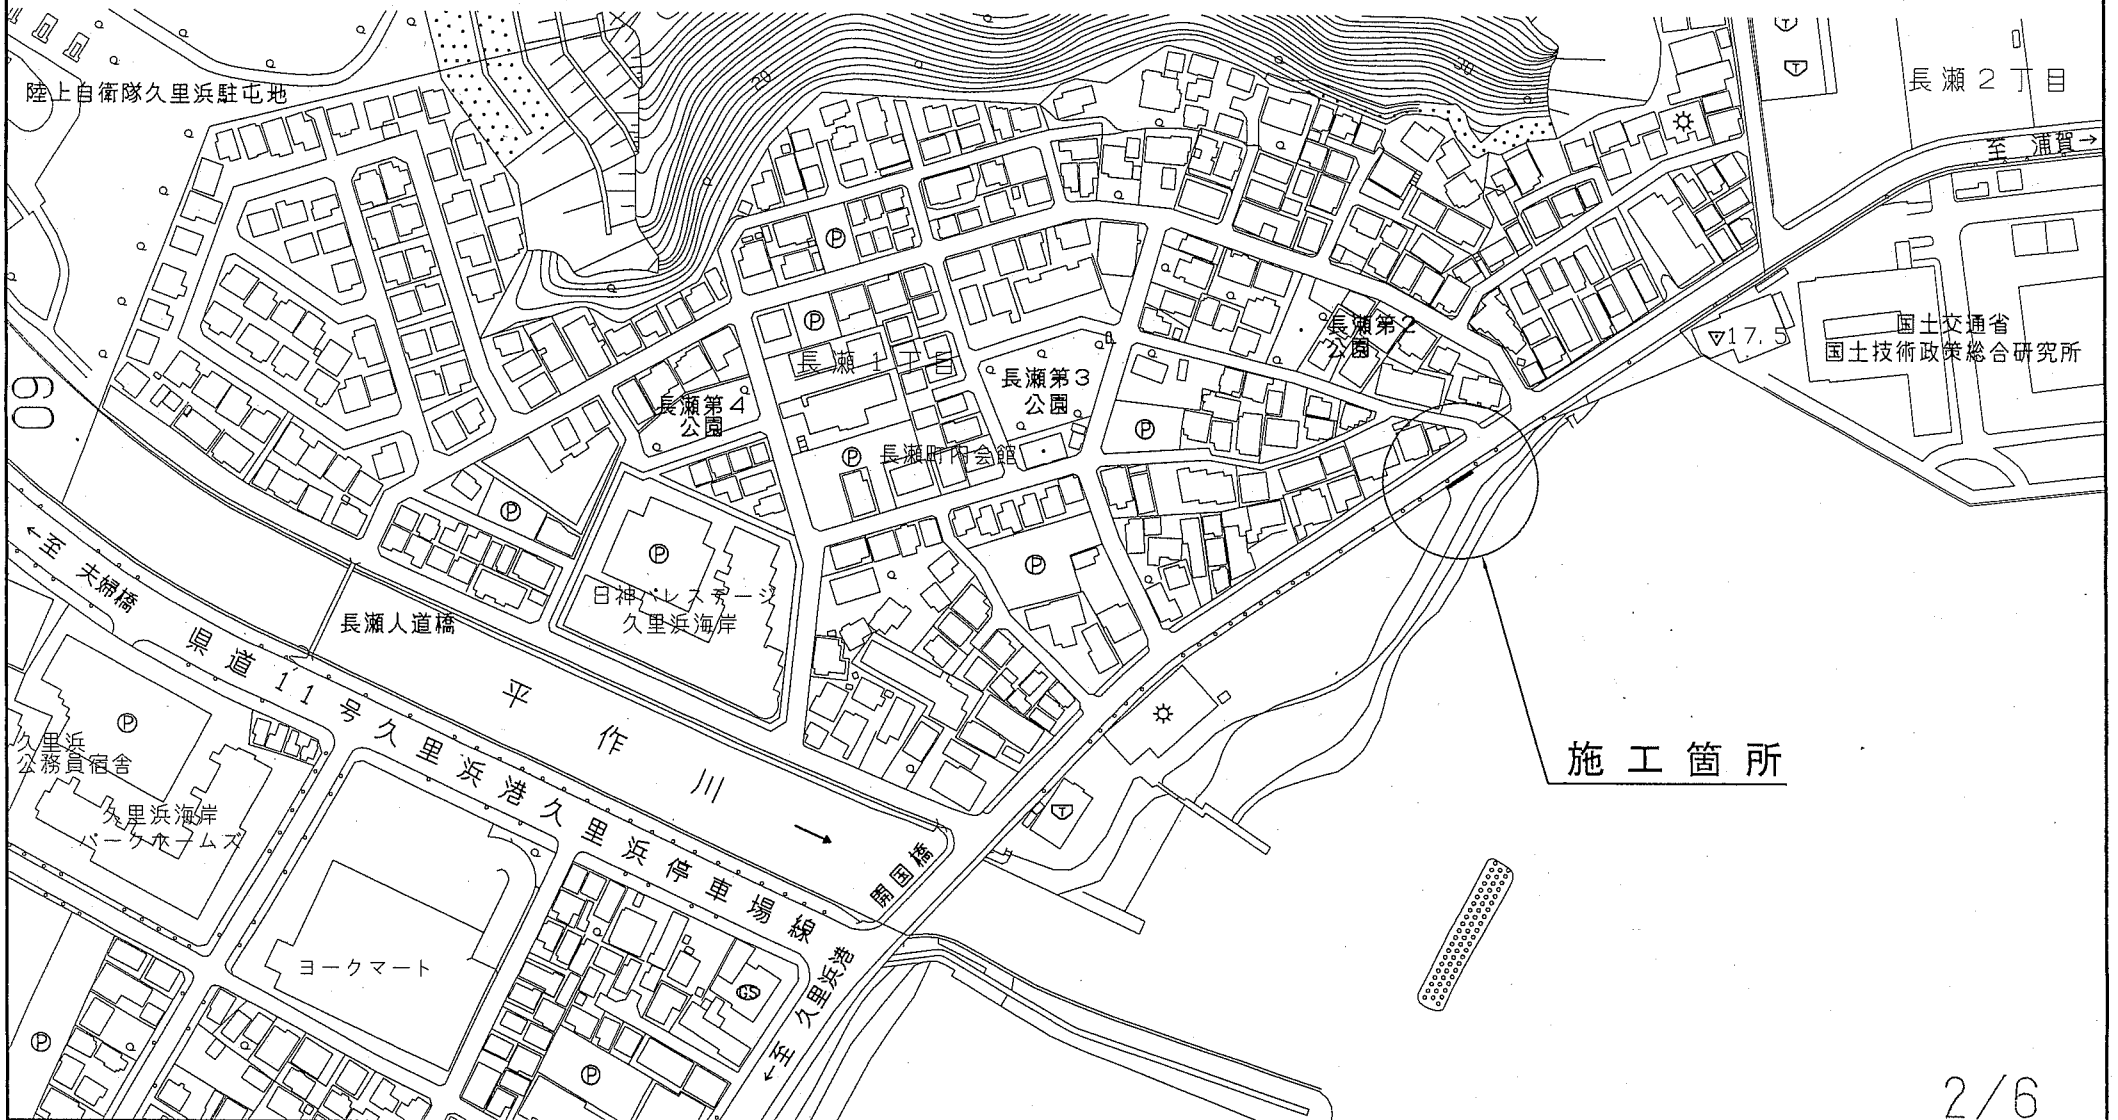 陸上自衛隊久里浜駐屯地
長瀬2丁目
至 浦賀→
国土交通省
国土技術政策総合研究所
▽17.5
20
30
60
長瀬第2
公園
長瀬1丁目
長瀬第3
公園
長瀬第4
公園
長瀬町内会館
Ⓟ
Ⓟ
Ⓟ
Ⓟ
Ⓟ
Ⓟ
Ⓟ
日神パレステージ
久里浜海岸
←至 夫婦橋
長瀬人道橋
県道11号久里浜港久里浜停車場線
平作川
→
Ⓟ
久里浜
公務員宿舎
久里浜海岸
パークホームズ
開国橋
施工箇所
ヨークマート
←至 久里浜港
Ⓟ
Ⓟ
2/6